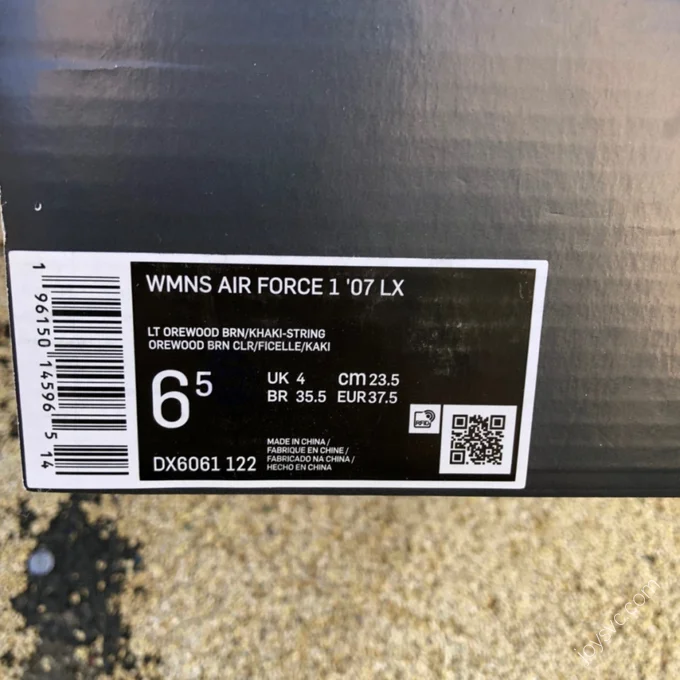 WMNS AIR FORCE 1 '07 LX
LT OREWOOD BRN/KHAKI-STRING
OREWOOD BRN CLR/FICELLE/KAKI
6 5
UK 4 cm 23.5
BR 35.5 EUR 37.5
RFID
MADE IN CHINA /
FABRIQUE EN CHINE /
FABRICADO NA CHINA /
HECHO EN CHINA
DX6061 122
1 96150 14596 5 14